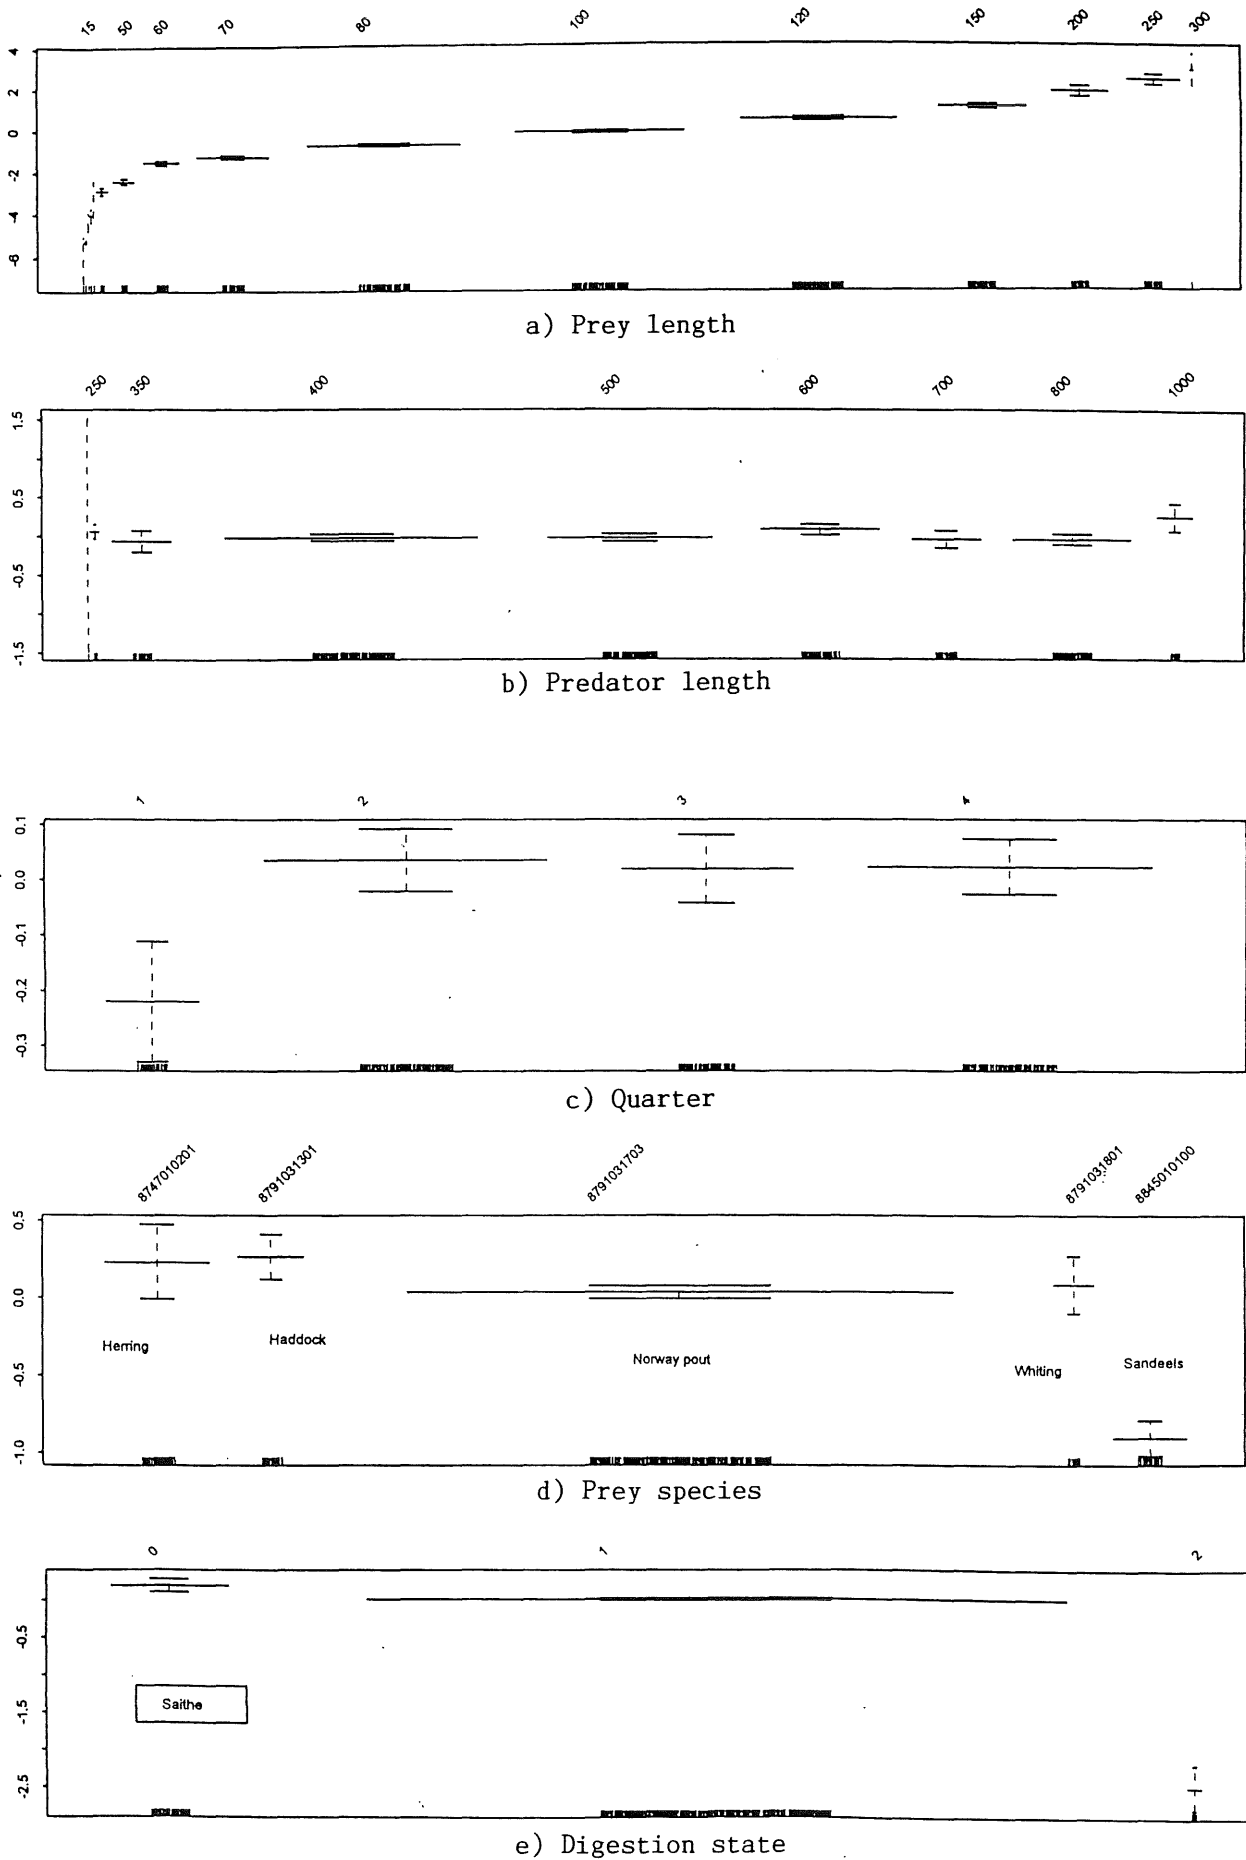 15 50 60 70 80 100 120 150 200 250 300
4
2
0
-2
-4
-6
a) Prey length
250 350 400 500 600 700 800 1000
1.5
0.5
-0.5
-1.5
b) Predator length
1 2 3 4
0.1
0.0
-0.1
-0.2
-0.3
c) Quarter
8747010201 8791031301 8791031703 8791031801 8845010100
0.5
0.0
-0.5
-1.0
Herring Haddock Norway pout Whiting Sandeels
d) Prey species
0 1 2
-0.5
-1.5
-2.5
Saithe
e) Digestion state